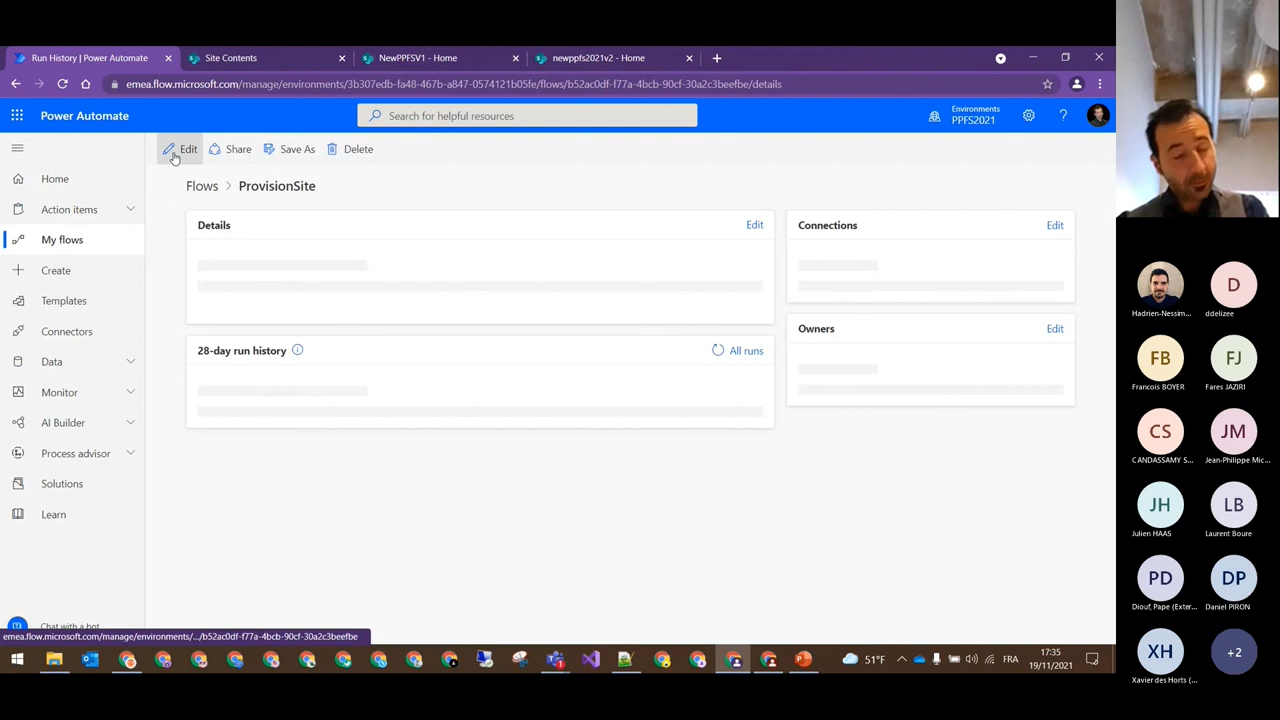 Run History | Power Automate
Site Contents
NewPPFSV1 - Home
newppfs2021v2 - Home
emea.flow.microsoft.com/manage/environments/3b307edb-fa48-467b-a847-0574121b05fe/flows/b52ac0df-f77a-4bcb-90cf-30a2c3beefbe/details
Power Automate
Search for helpful resources
Environments
PPFS2021
Edit
Share
Save As
Delete
Home
Action items
My flows
Create
Templates
Connectors
Data
Monitor
AI Builder
Process advisor
Solutions
Learn
Chat with a bot
Flows > ProvisionSite
Details
Edit
Connections
Edit
28-day run history
All runs
Owners
Edit
emea.flow.microsoft.com/manage/environments/.../b52ac0df-f77a-4bcb-90cf-30a2c3beefbe
51°F
FRA
17:35
19/11/2021
Hadrien-Nessim...
D
ddelizee
FB
Francois BOYER
FJ
Fares JAZIRI
CS
CANDASSAMY S...
JM
Jean-Philippe Mic...
JH
Julien HAAS
LB
Laurent Boure
PD
Diouf, Pape (Exter...
DP
Daniel PIRON
XH
Xavier des Horts (...
+2